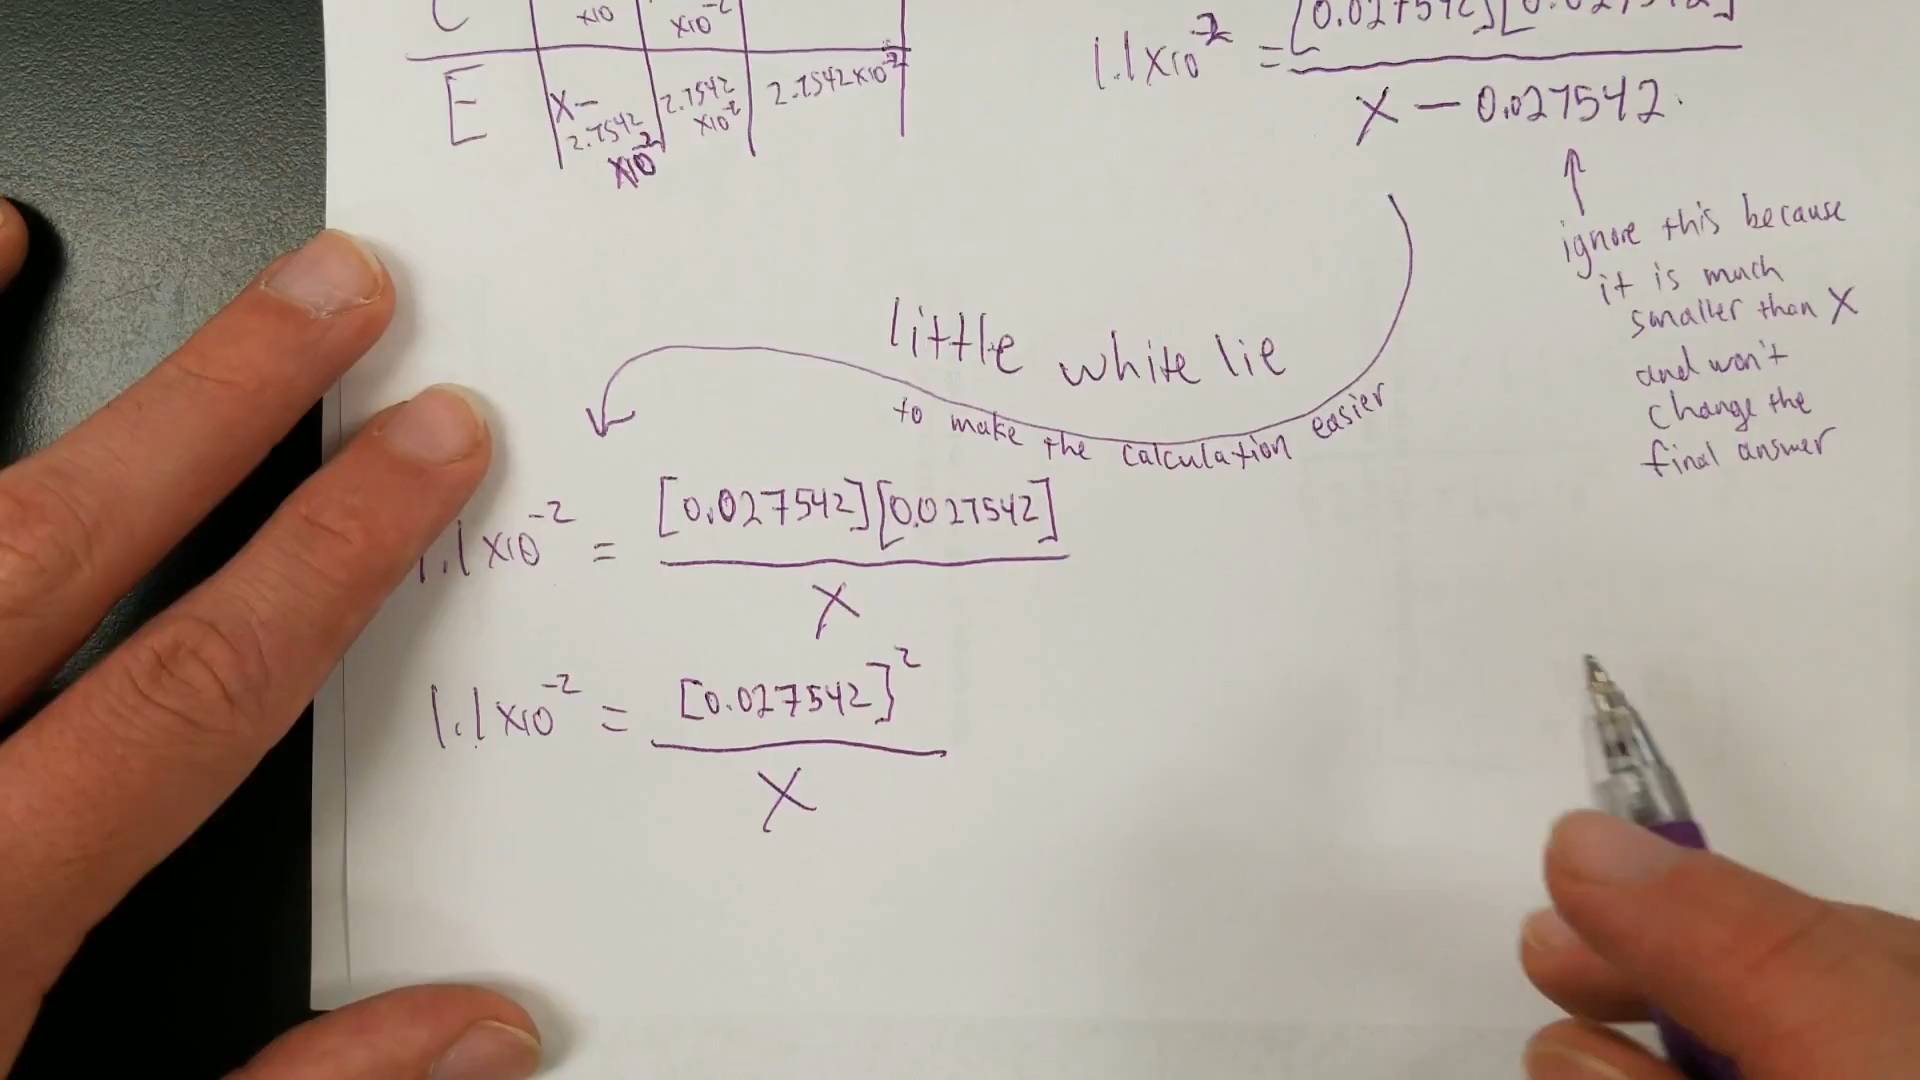 C x10 x10⁻²
E x- 2.7542 x10⁻² 2.7542 x10⁻² 2.7542x10⁻²
1.1x10⁻² = [0.027542][0.027542]
x - 0.027542
ignore this because
it is much
smaller than x
and won't
change the
final answer
little white lie
to make the calculation easier
1.1x10⁻² = [0.027542][0.027542]
x
1.1x10⁻² = [0.027542]²
x